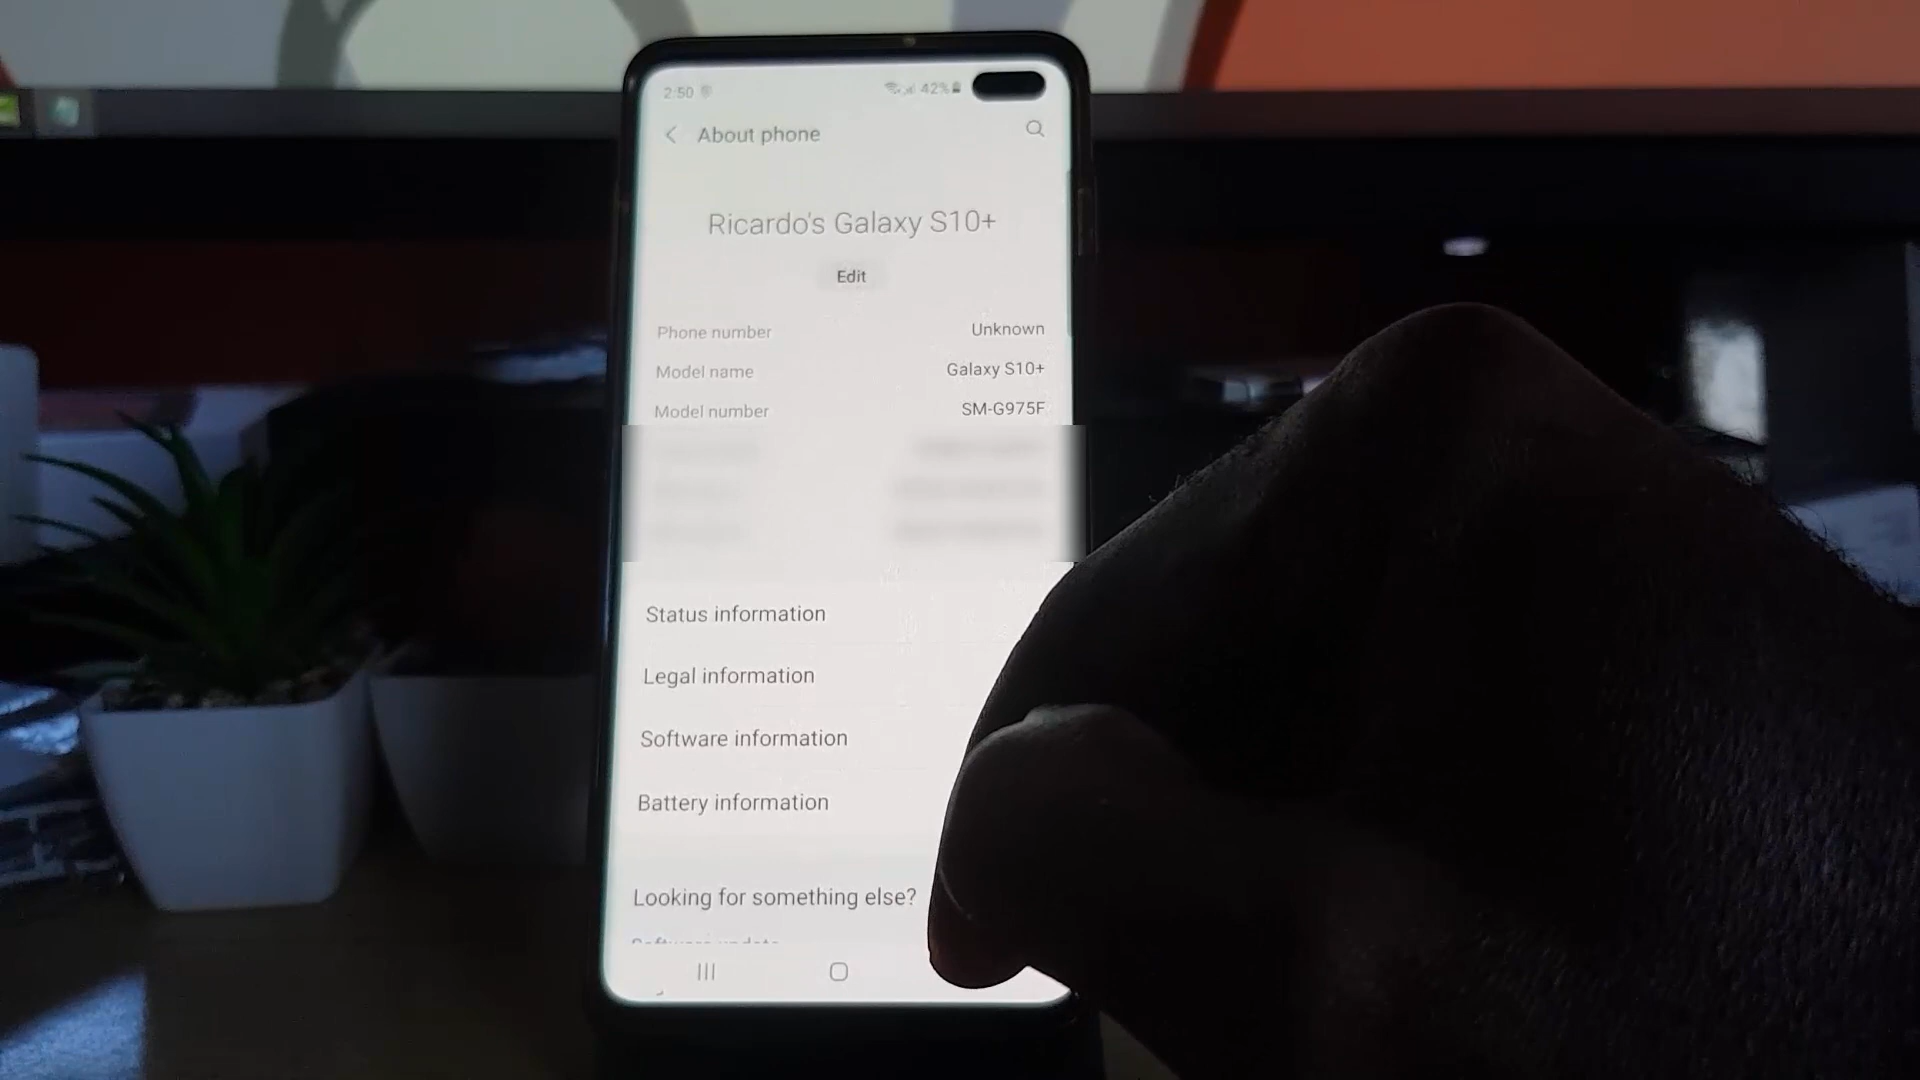 2:50 42%
About phone
Ricardo's Galaxy S10+
Edit
Phone number Unknown
Model name Galaxy S10+
Model number SM-G975F
Status information
Legal information
Software information
Battery information
Looking for something else?